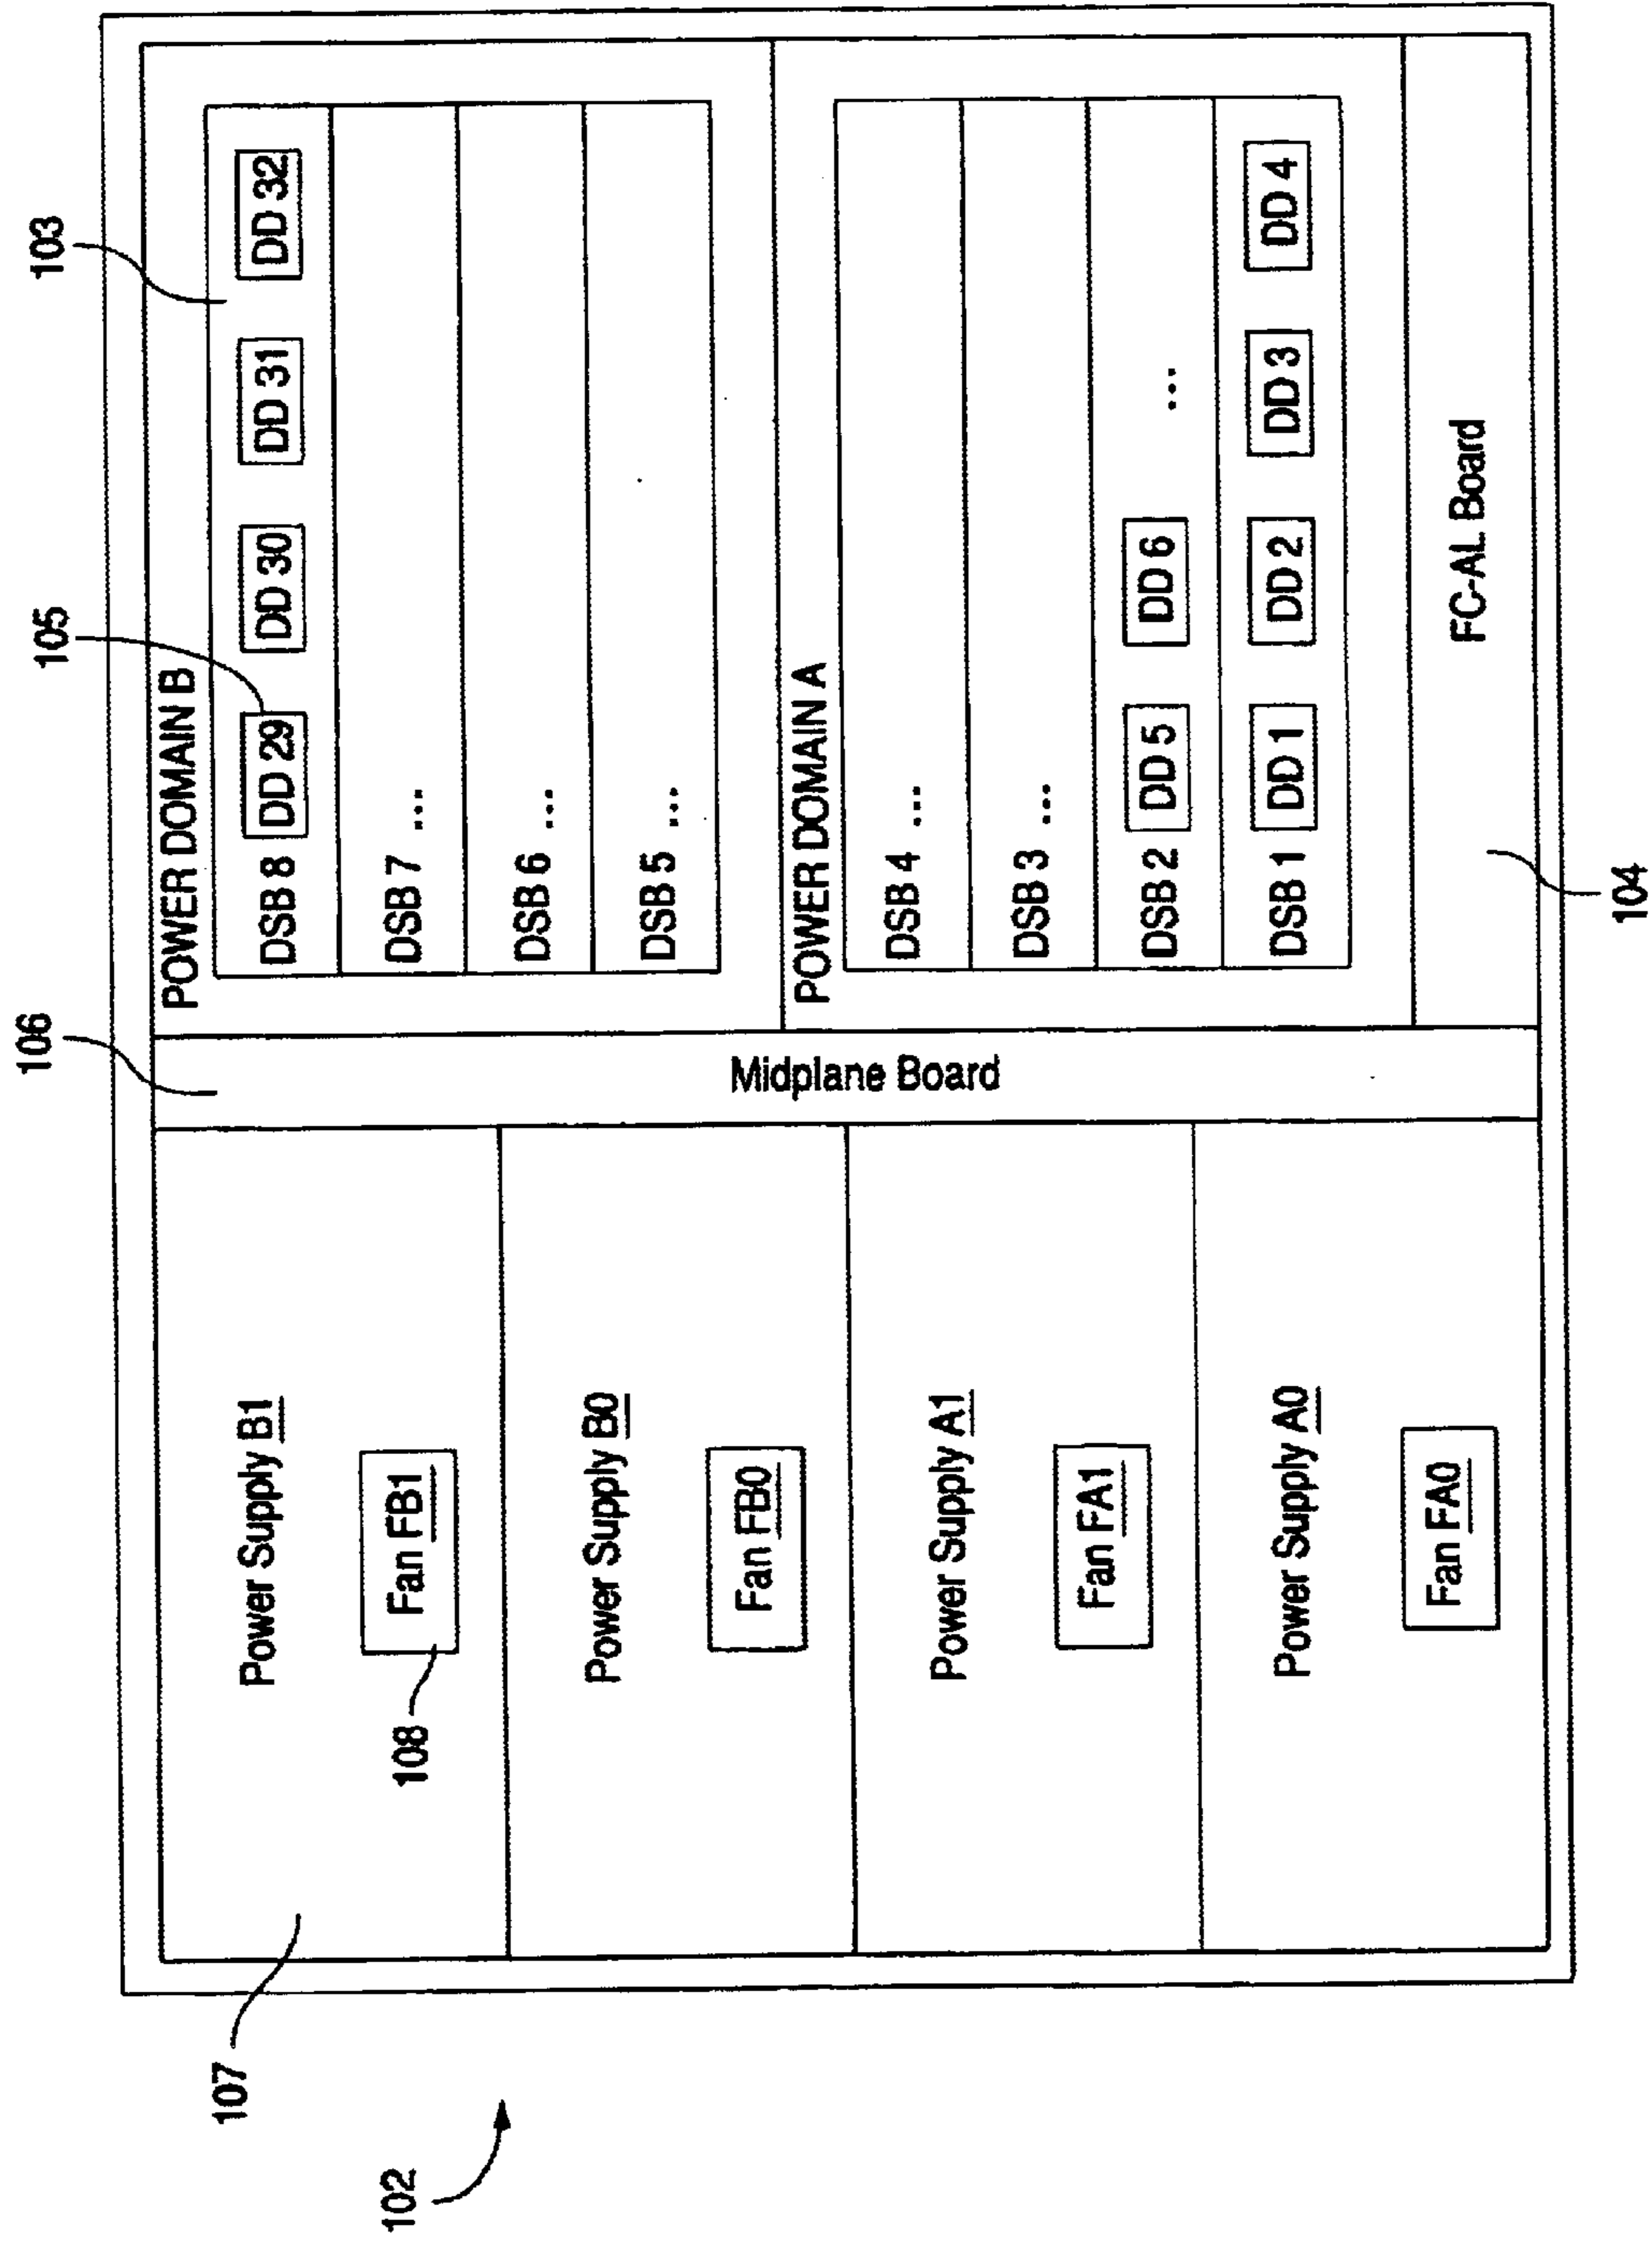 106
105
103
POWER DOMAIN B
DSB 8
DD 29
DD 30
DD 31
DD 32
DSB 7 ...
DSB 6 ...
DSB 5 ...
POWER DOMAIN A
DSB 4 ...
DSB 3 ...
DSB 2
DD 5
DD 6
...
DSB 1
DD 1
DD 2
DD 3
DD 4
FC-AL Board
104
Midplane Board
Power Supply B1
Fan FB1
108
Power Supply B0
Fan FB0
Power Supply A1
Fan FA1
Power Supply A0
Fan FA0
107
102